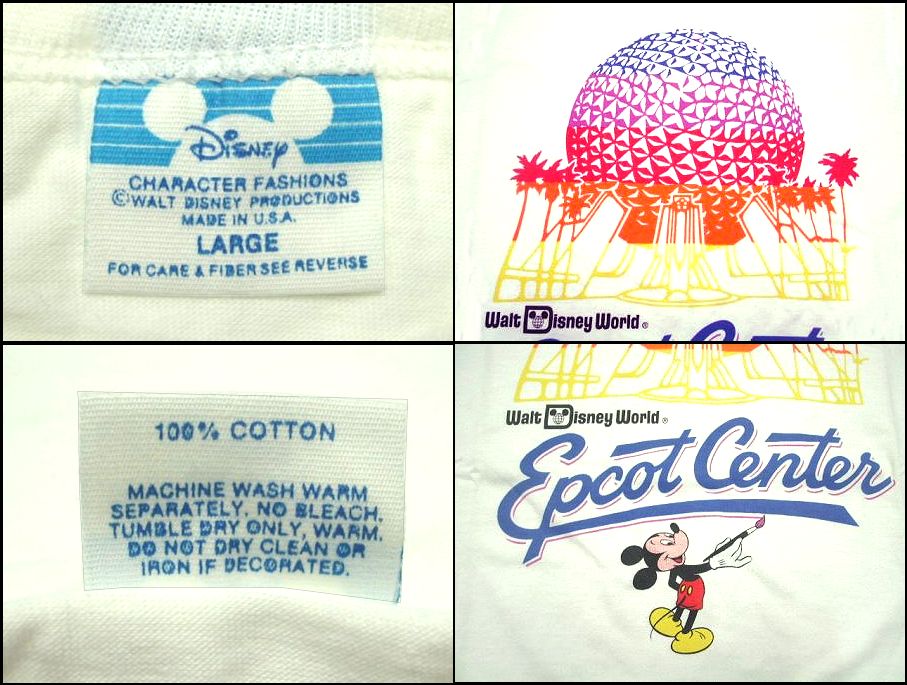 Disney
CHARACTER FASHIONS
©WALT DISNEY PRODUCTIONS
MADE IN U.S.A.
LARGE
FOR CARE & FIBER SEE REVERSE
Walt Disney World®
Epcot Center
100% COTTON
MACHINE WASH WARM
SEPARATELY. NO BLEACH.
TUMBLE DRY ONLY, WARM.
DO NOT DRY CLEAN OR
IRON IF DECORATED.
Walt Disney World®
Epcot Center